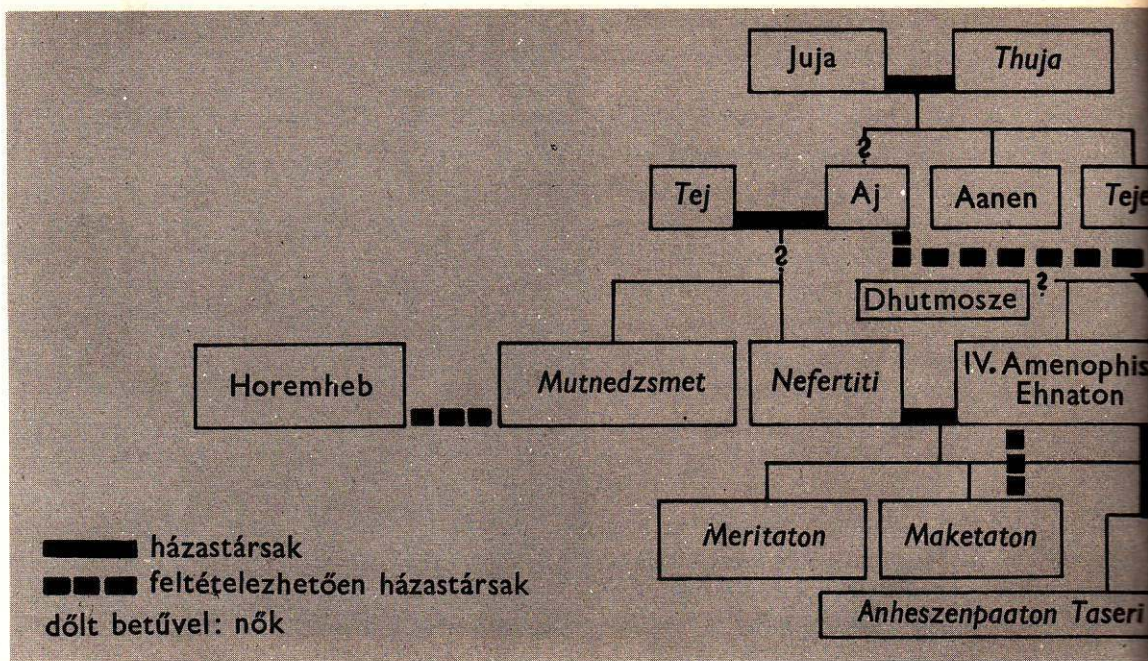 Juja Thuja
Tej Aj Aanen
Dhutmosze
Horemheb Mutnedzsmet Nefertiti IV. Amenophis
Ehnaton
Meritaton Maketaton
házastársak
feltételezhetően házastársak
Anheszenpaaton Taseri
dőlt betűvel: nők